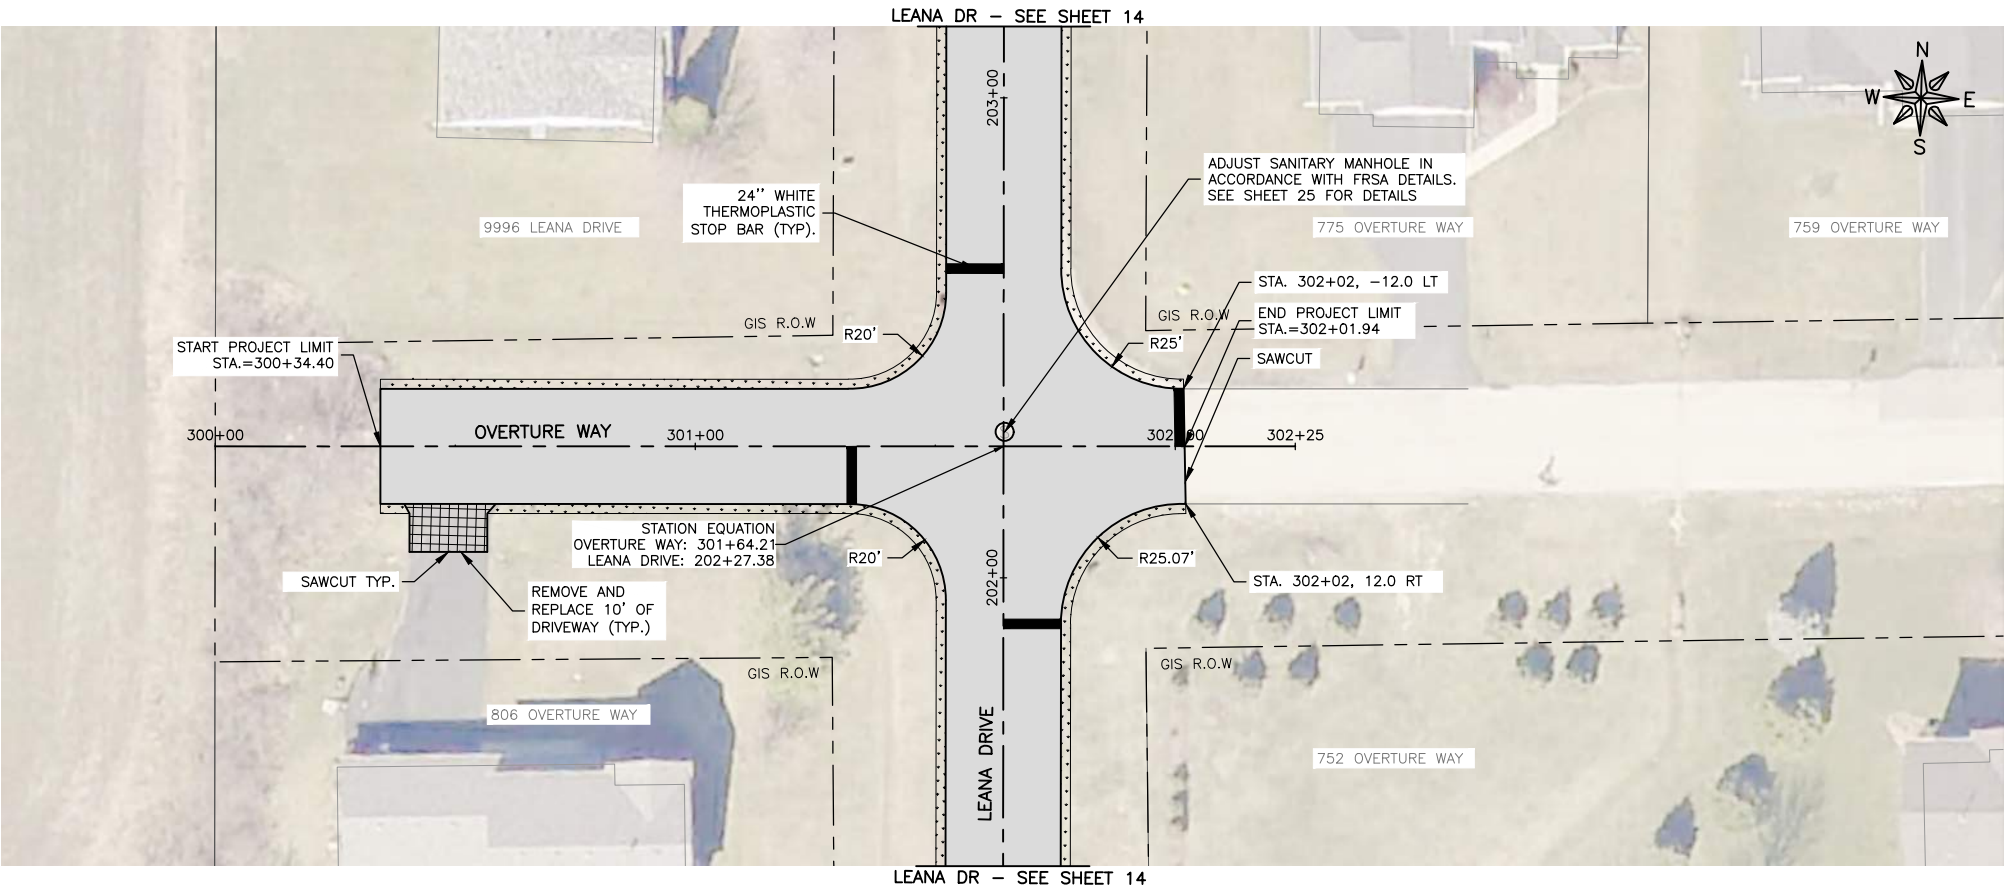 LEANA DR – SEE SHEET 14
N
W
E
S
203+00
ADJUST SANITARY MANHOLE IN
ACCORDANCE WITH FRSA DETAILS.
SEE SHEET 25 FOR DETAILS
24'' WHITE
THERMOPLASTIC
STOP BAR (TYP).
9996 LEANA DRIVE
775 OVERTURE WAY
759 OVERTURE WAY
STA. 302+02, –12.0 LT
GIS R.O.W
GIS R.O.W
END PROJECT LIMIT
STA.=302+01.94
R20'
R25'
START PROJECT LIMIT
STA.=300+34.40
SAWCUT
300+00
OVERTURE WAY
301+00
302+00
302+25
STATION EQUATION
OVERTURE WAY: 301+64.21
LEANA DRIVE: 202+27.38
R20'
R25.07'
202+00
SAWCUT TYP.
STA. 302+02, 12.0 RT
REMOVE AND
REPLACE 10' OF
DRIVEWAY (TYP.)
GIS R.O.W
GIS R.O.W
806 OVERTURE WAY
LEANA DRIVE
752 OVERTURE WAY
LEANA DR – SEE SHEET 14